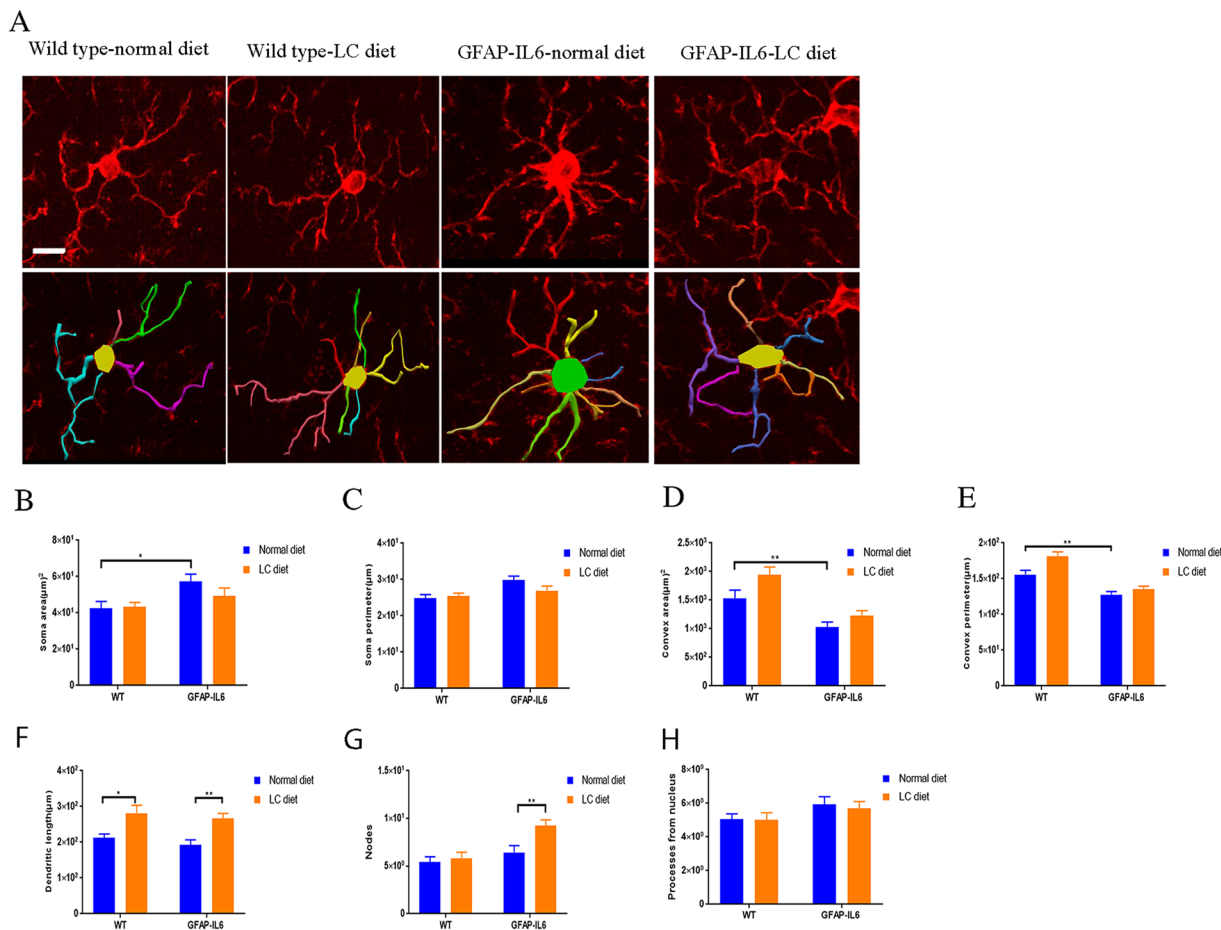 A
Wild type-normal diet
Wild type-LC diet
GFAP-IL6-normal diet
GFAP-IL6-LC diet
B
Soma area(μm)²
8×10¹
6×10¹
4×10¹
2×10¹
0
*
WT
GFAP-IL6
Normal diet
LC diet
C
Soma perimeter(μm)
4×10¹
3×10¹
2×10¹
1×10¹
0
WT
GFAP-IL6
Normal diet
LC diet
D
Convex area(μm)²
2.5×10³
2×10³
1.5×10³
1×10³
5×10²
0
**
WT
GFAP-IL6
Normal diet
LC diet
E
Convex perimeter(μm)
2×10²
1.5×10²
1×10²
5×10¹
0
**
WT
GFAP-IL6
Normal diet
LC diet
F
Dendritic length(μm)
4×10²
3×10²
2×10²
1×10²
0
*
**
WT
GFAP-IL6
Normal diet
LC diet
G
Nodes
1.5×10¹
1×10¹
5×10⁰
0
**
WT
GFAP-IL6
Normal diet
LC diet
H
Processes from nucleus
8×10⁰
6×10⁰
4×10⁰
2×10⁰
0
WT
GFAP-IL6
Normal diet
LC diet